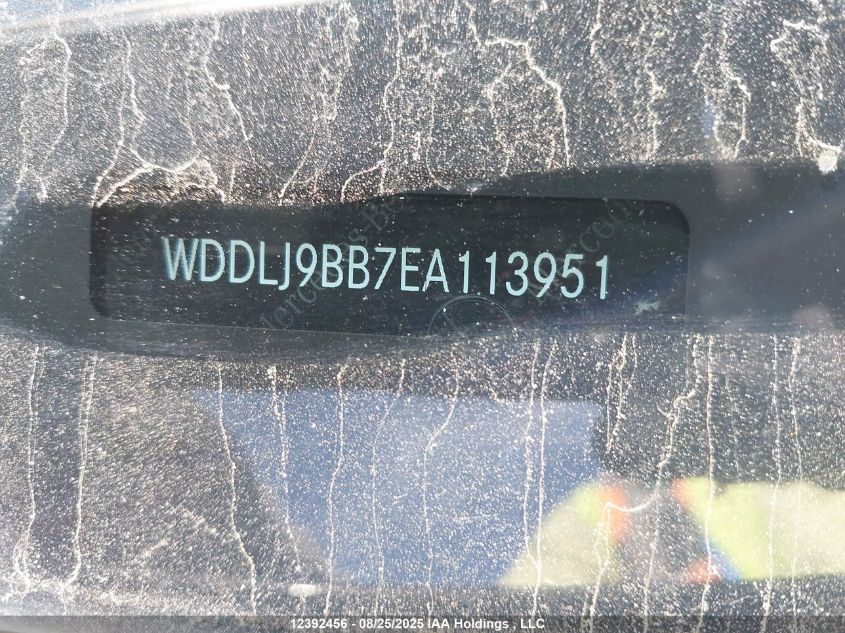 WDDLJ9BB7EA113951
12392456 - 08/25/2025 IAA Holdings , LLC